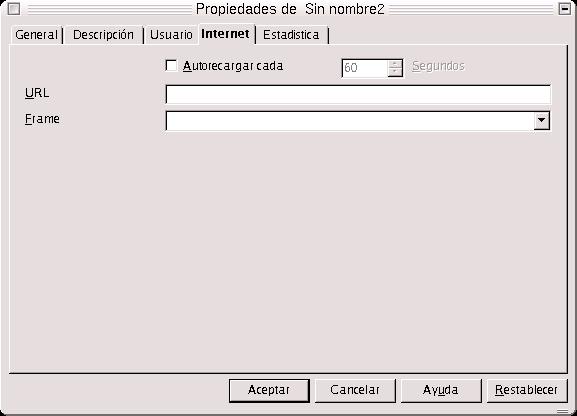 Propiedades de Sin nombre2
General Descripción Usuario Internet Estadística
Autorecargar cada 60 Segundos
URL
Frame
Aceptar Cancelar Ayuda Restablecer